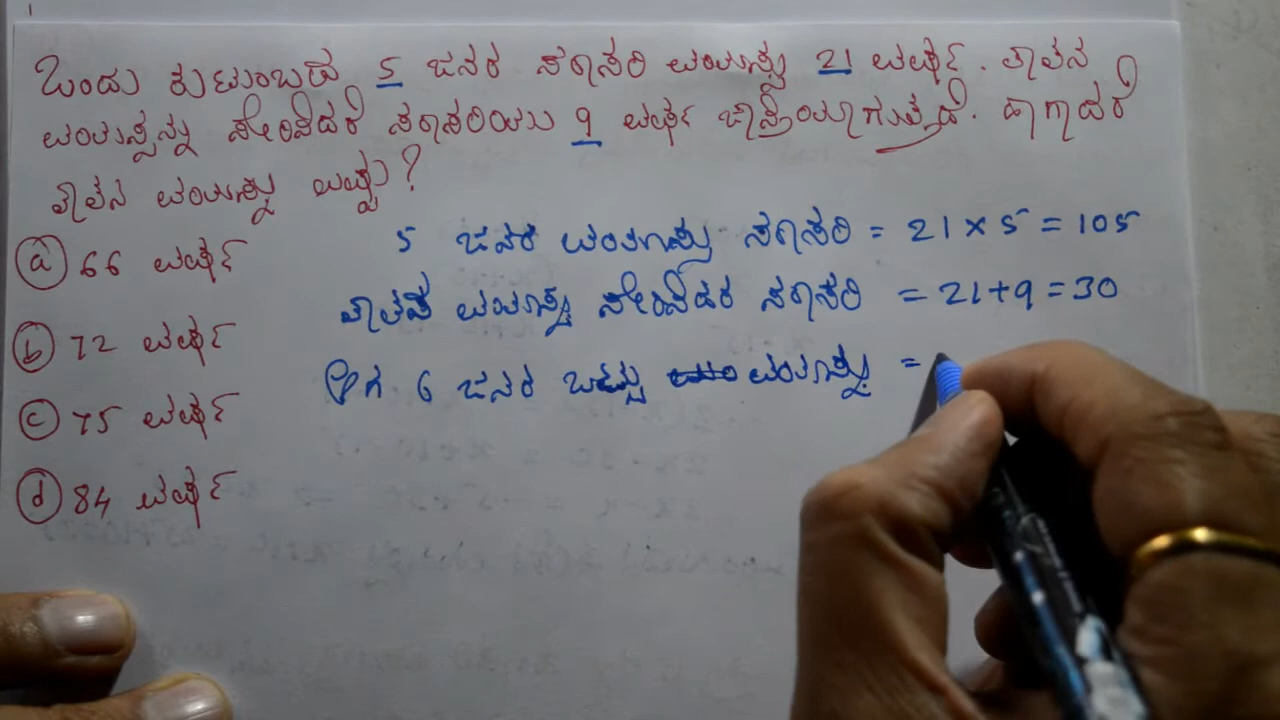 ಒಂದು ಕುಟುಂಬದ 5 ಜನರ ಸರಾಸರಿ ವಯಸ್ಸು 21 ವರ್ಷ. ತಾತನ
ವಯಸ್ಸನ್ನು ಸೇರಿಸಿದರೆ ಸರಾಸರಿಯು 9 ವರ್ಷ ಜಾಸ್ತಿಯಾಗುತ್ತದೆ. ಹಾಗಾದರೆ
ತಾತನ ವಯಸ್ಸು ಎಷ್ಟು?
ⓐ 66 ವರ್ಷ
ⓑ 72 ವರ್ಷ
ⓒ 75 ವರ್ಷ
ⓓ 84 ವರ್ಷ
5 ಜನರ ವಯಸ್ಸು ಸರಾಸರಿ = 21 × 5 = 105
ತಾತನ ವಯಸ್ಸು ಸೇರಿಸಿದರ ಸರಾಸರಿ = 21+9 = 30
ಈಗ 6 ಜನರ ಒಟ್ಟು ವಯಸ್ಸು =